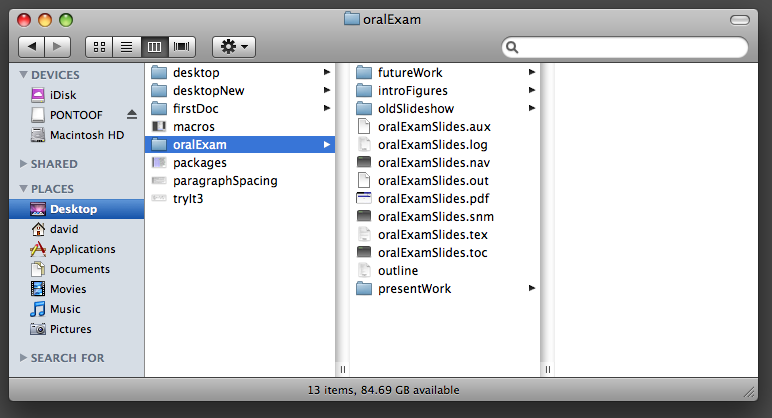 oralExam
DEVICES
iDisk
PONTOOF
Macintosh HD
SHARED
PLACES
Desktop
david
Applications
Documents
Movies
Music
Pictures
SEARCH FOR
desktop
desktopNew
firstDoc
macros
oralExam
packages
paragraphSpacing
tryIt3
futureWork
introFigures
oldSlideshow
oralExamSlides.aux
oralExamSlides.log
oralExamSlides.nav
oralExamSlides.out
oralExamSlides.pdf
oralExamSlides.snm
oralExamSlides.tex
oralExamSlides.toc
outline
presentWork
13 items, 84.69 GB available